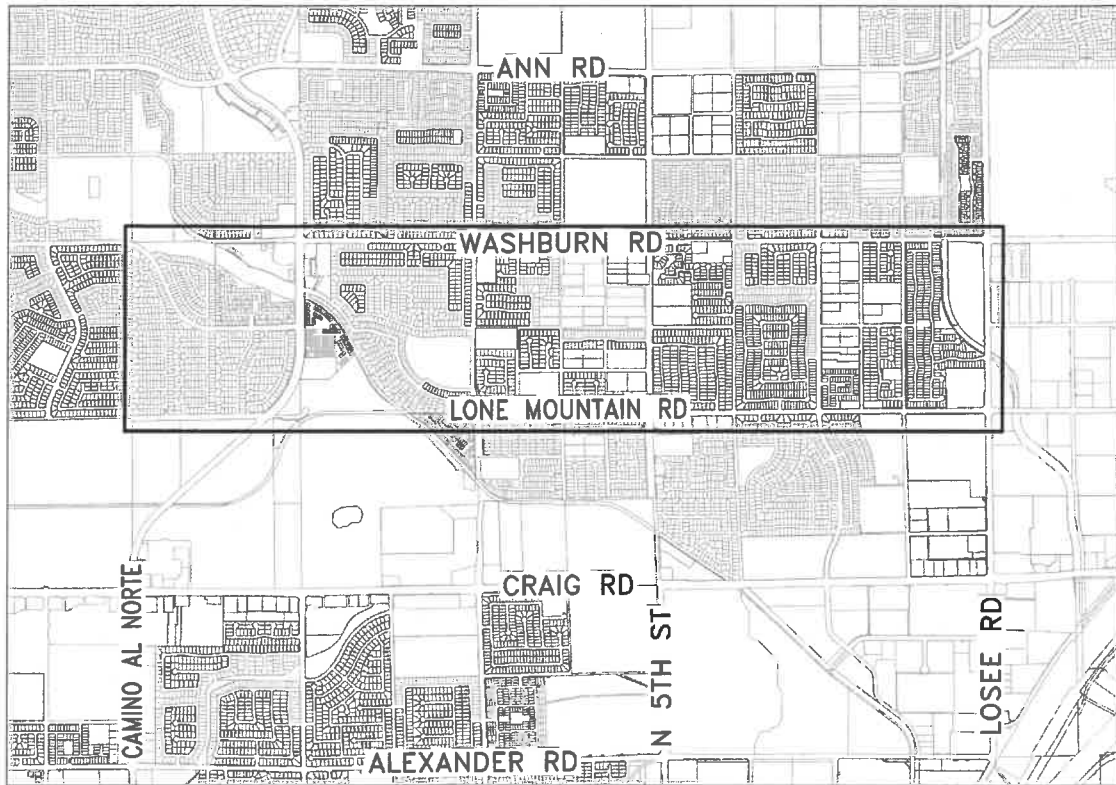 ANN RD
WASHBURN RD
LONE MOUNTAIN RD
CRAIG RD
CAMINO AL NORTE
N 5TH ST
LOSEE RD
ALEXANDER RD